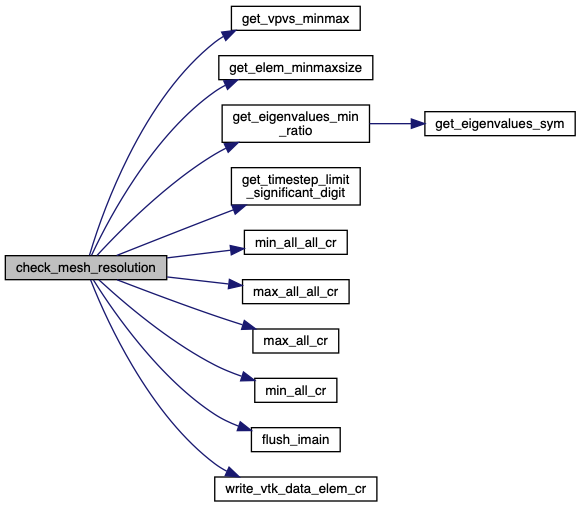 get_vpvs_minmax
get_elem_minmaxsize
get_eigenvalues_min
_ratio
get_eigenvalues_sym
get_timestep_limit
_significant_digit
min_all_all_cr
check_mesh_resolution
max_all_all_cr
max_all_cr
min_all_cr
flush_imain
write_vtk_data_elem_cr